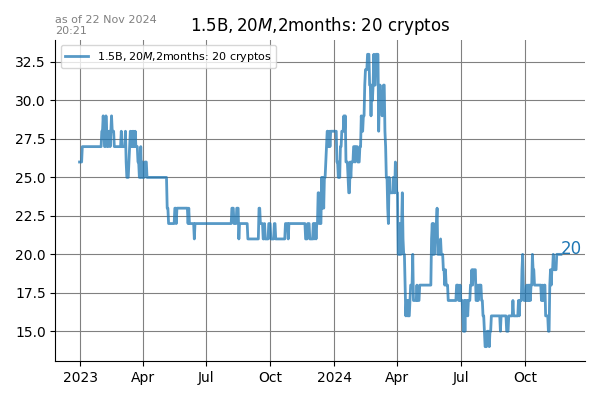 as of 22 Nov 2024
20:21
1.5B, 20M,2months: 20 cryptos
1.5B, 20M,2months: 20 cryptos
32.5
30.0
27.5
25.0
22.5
20.0
17.5
15.0
20
2023
Apr
Jul
Oct
2024
Apr
Jul
Oct